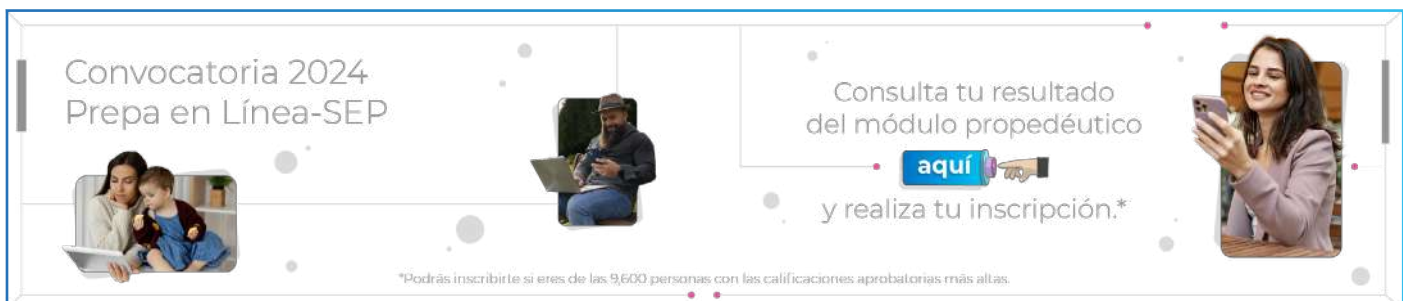 Convocatoria 2024
Prepa en Línea-SEP
Consulta tu resultado
del módulo propedéutico
aquí
y realiza tu inscripción.*
*Podrás inscribirte si eres de las 9,600 personas con las calificaciones aprobatorias más altas.